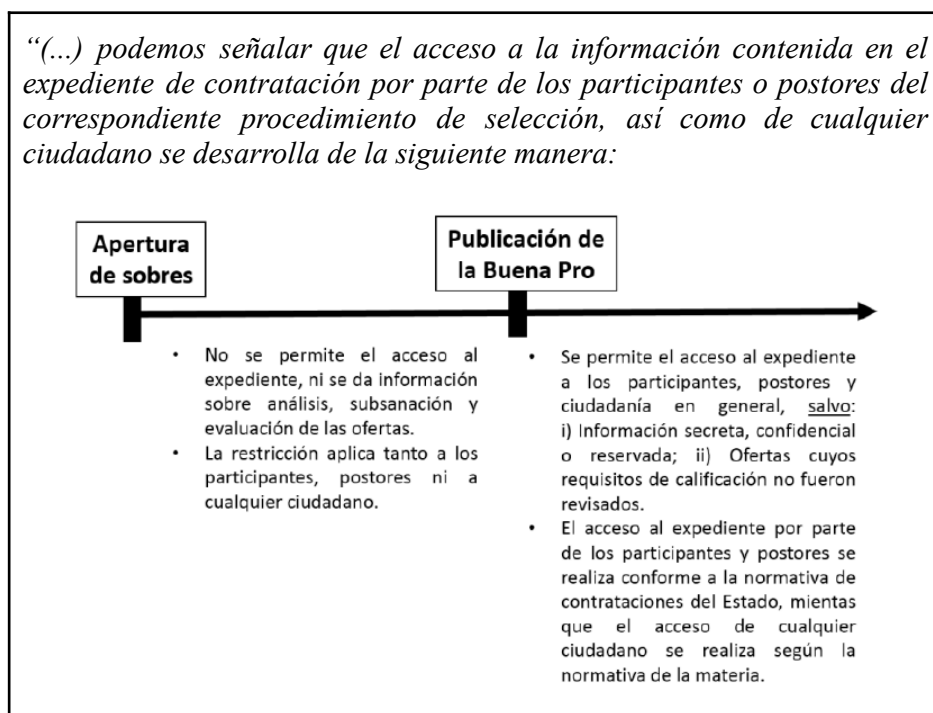 “(...) podemos señalar que el acceso a la información contenida en el
expediente de contratación por parte de los participantes o postores del
correspondiente procedimiento de selección, así como de cualquier
ciudadano se desarrolla de la siguiente manera:
Apertura
de sobres
Publicación de
la Buena Pro
• No se permite el acceso al
expediente, ni se da información
sobre análisis, subsanación y
evaluación de las ofertas.
• La restricción aplica tanto a los
participantes, postores ni a
cualquier ciudadano.
• Se permite el acceso al expediente
a los participantes, postores y
ciudadanía en general, salvo:
i) Información secreta, confidencial
o reservada; ii) Ofertas cuyos
requisitos de calificación no fueron
revisados.
• El acceso al expediente por parte
de los participantes y postores se
realiza conforme a la normativa de
contrataciones del Estado, mientas
que el acceso de cualquier
ciudadano se realiza según la
normativa de la materia.